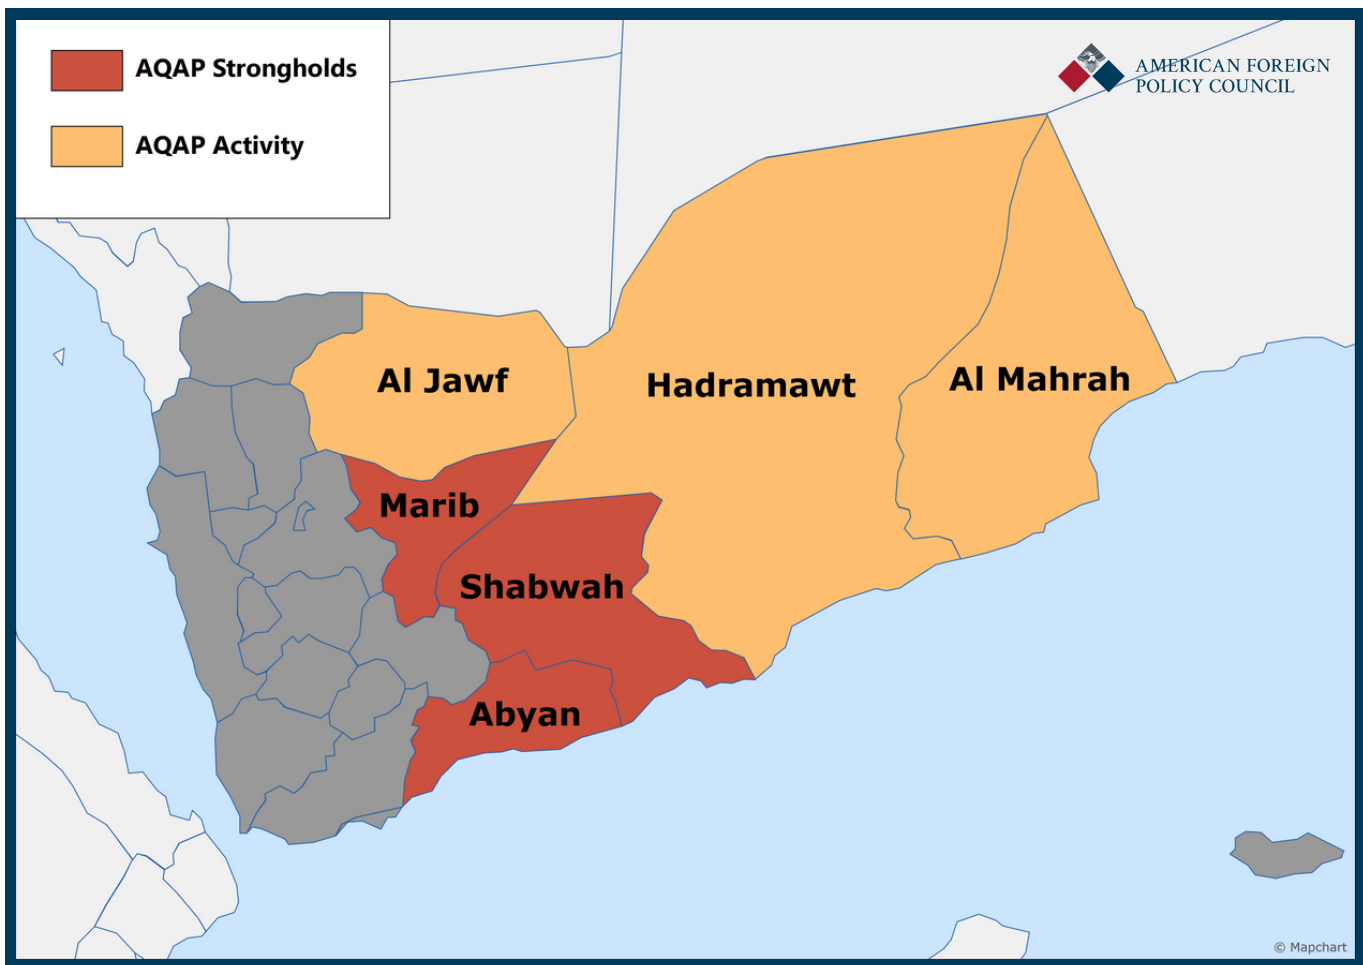 AQAP Strongholds
AQAP Activity
AMERICAN FOREIGN
POLICY COUNCIL
Al Jawf
Hadramawt
Al Mahrah
Marib
Shabwah
Abyan
© Mapchart